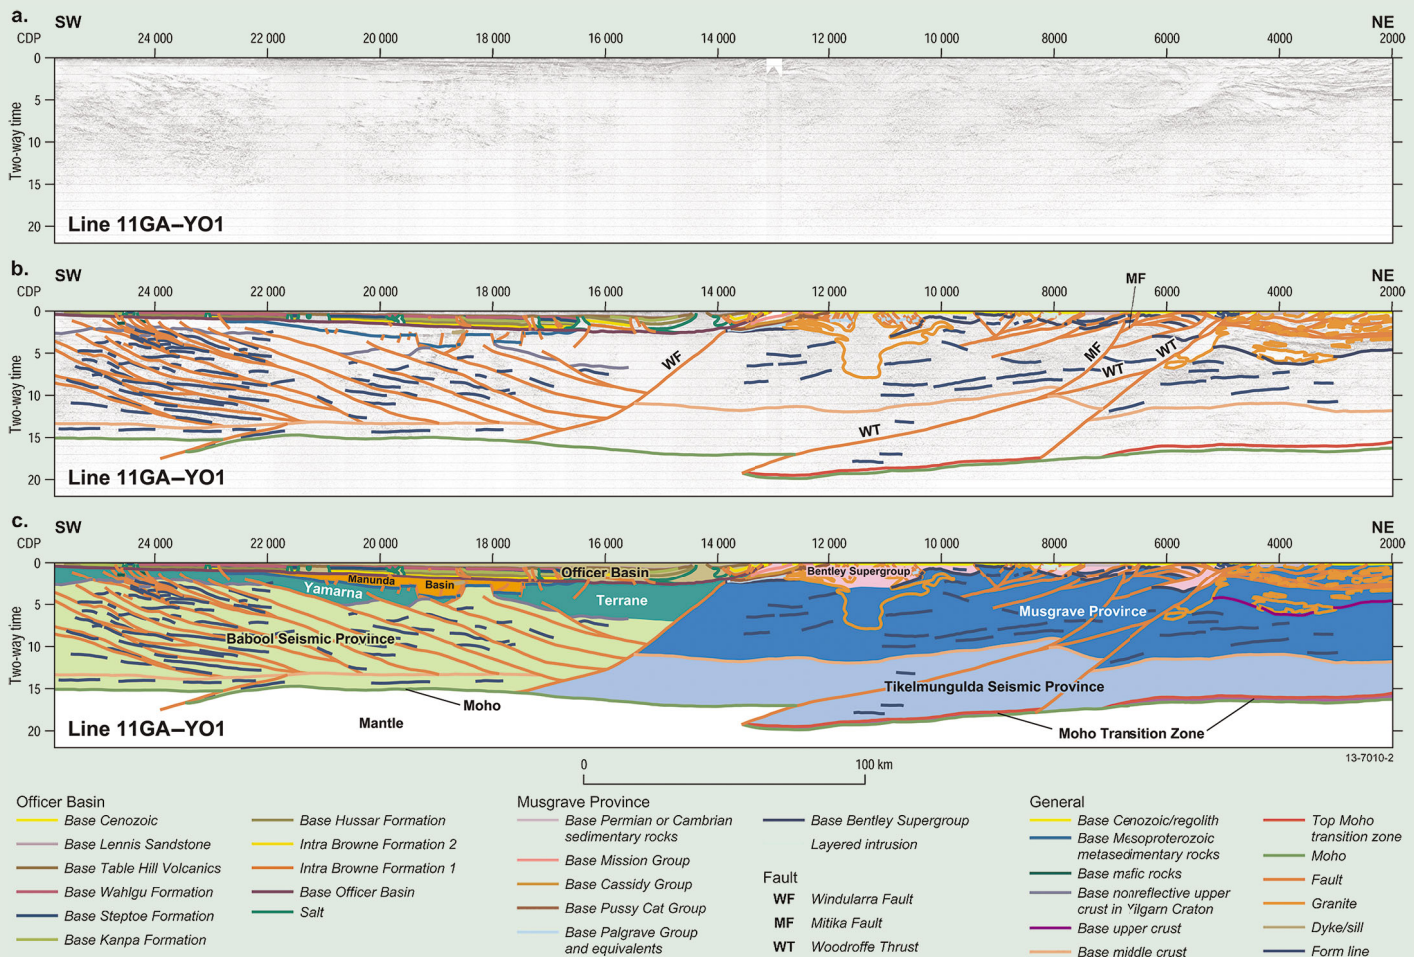 a.
SW
NE
CDP
24 000
22 000
20 000
18 000
16 000
14 000
12 000
10 000
8000
6000
4000
2000
Two-way time
0
5
10
15
20
Line 11GA–YO1
b.
SW
MF
NE
CDP
24 000
22 000
20 000
18 000
16 000
14 000
12 000
10 000
8000
6000
4000
2000
Two-way time
0
5
10
15
20
WF
MF
WT
WT
WT
Line 11GA–YO1
c.
SW
NE
CDP
24 000
22 000
20 000
18 000
16 000
14 000
12 000
10 000
8000
6000
4000
2000
Two-way time
0
5
10
15
20
Officer Basin
Bentley Supergroup
Manunda Basin
Yamarna Terrane
Musgrave Province
Babool Seismic Province
Tikelmungulda Seismic Province
Moho
Mantle
Moho Transition Zone
Line 11GA–YO1
13-7010-2
0
100 km
Officer Basin
Base Cenozoic
Base Lennis Sandstone
Base Table Hill Volcanics
Base Wahlgu Formation
Base Steptoe Formation
Base Kanpa Formation
Base Hussar Formation
Intra Browne Formation 2
Intra Browne Formation 1
Base Officer Basin
Salt
Musgrave Province
Base Permian or Cambrian
sedimentary rocks
Base Mission Group
Base Cassidy Group
Base Pussy Cat Group
Base Palgrave Group
and equivalents
Base Bentley Supergroup
Layered intrusion
Fault
WF Windularra Fault
MF Mitika Fault
WT Woodroffe Thrust
General
Base Cenozoic/regolith
Base Mesoproterozoic
metasedimentary rocks
Base mafic rocks
Base nonreflective upper
crust in Yilgarn Craton
Base upper crust
Base middle crust
Top Moho
transition zone
Moho
Fault
Granite
Dyke/sill
Form line